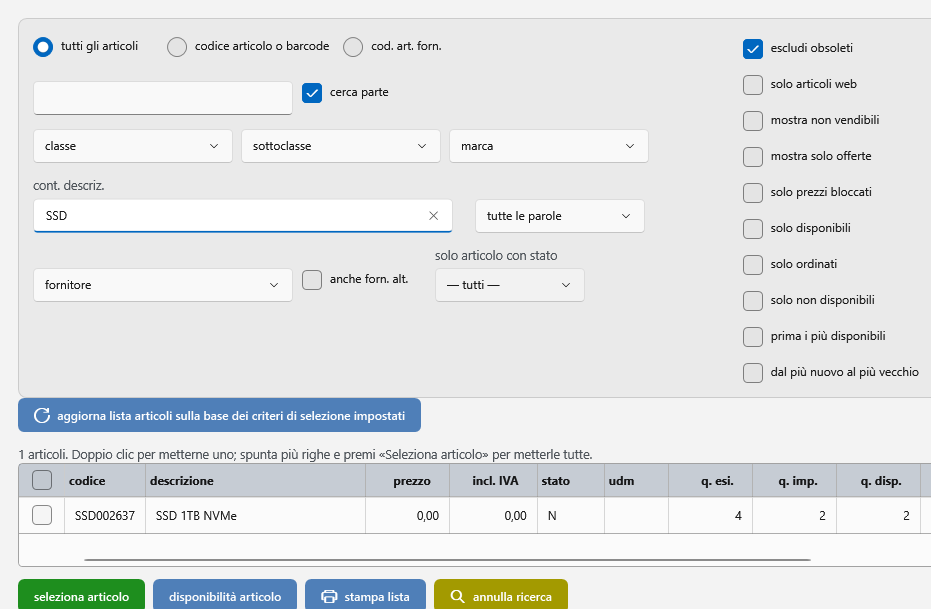 tutti gli articoli codice articolo o barcode cod. art. forn. escludi obsoleti
solo articoli web
cerca parte
mostra non vendibili
classe sottoclasse marca
mostra solo offerte
cont. descriz.
solo prezzi bloccati
SSD tutte le parole
solo disponibili
solo articolo con stato
solo ordinati
fornitore anche forn. alt. — tutti —
solo non disponibili
prima i più disponibili
dal più nuovo al più vecchio
aggiorna lista articoli sulla base dei criteri di selezione impostati
1 articoli. Doppio clic per metterne uno; spunta più righe e premi «Seleziona articolo» per metterle tutte.
codice descrizione prezzo incl. IVA stato udm q. esi. q. imp. q. disp.
SSD002637 SSD 1TB NVMe 0,00 0,00 N 4 2 2
seleziona articolo disponibilità articolo stampa lista annulla ricerca